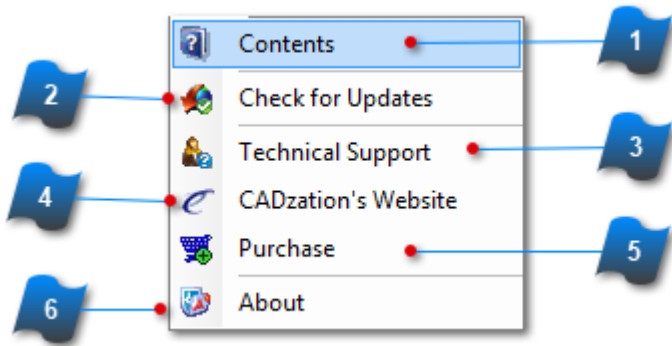 Contents 1
2 Check for Updates
Technical Support 3
4 CADzation's Website
Purchase 5
6 About